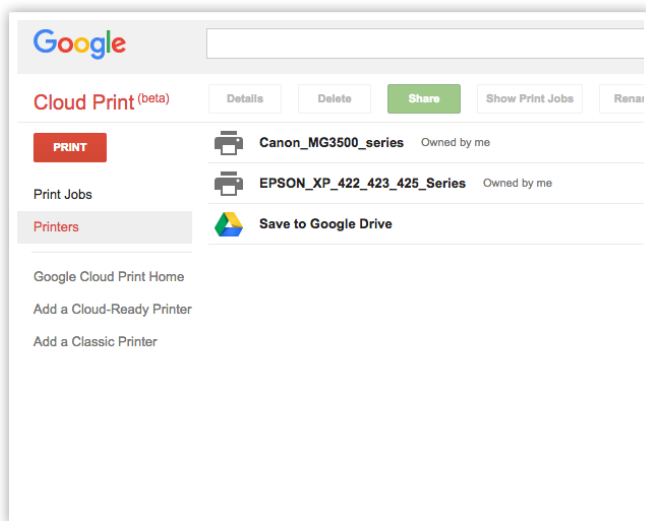 Google
Cloud Print (beta)
Details Delete Share Show Print Jobs
PRINT
Canon_MG3500_series Owned by me
EPSON_XP_422_423_425_Series Owned by me
Print Jobs
Printers
Save to Google Drive
Google Cloud Print Home
Add a Cloud-Ready Printer
Add a Classic Printer